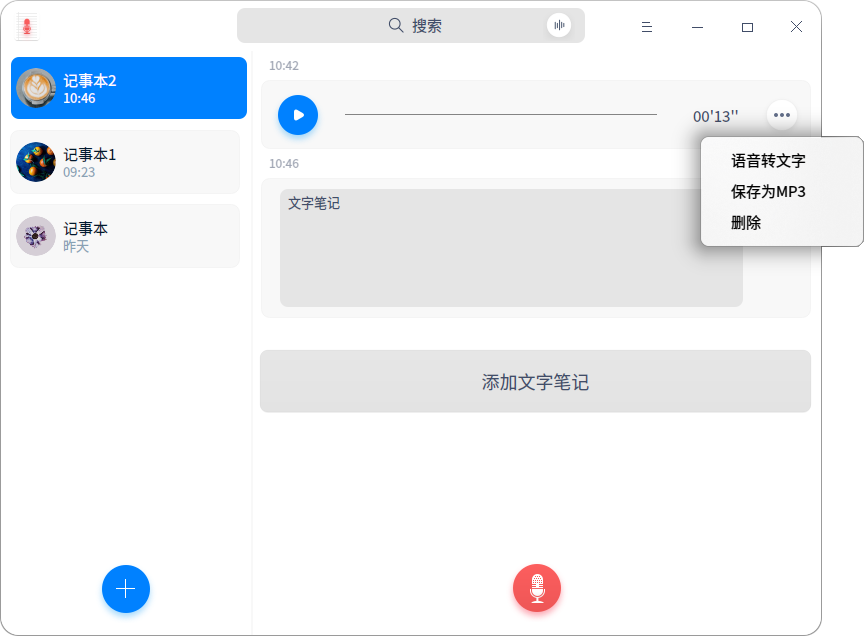 搜索
记事本2
10:46
记事本1
09:23
记事本
昨天
10:42
00'13''
语音转文字
保存为MP3
删除
10:46
文字笔记
添加文字笔记